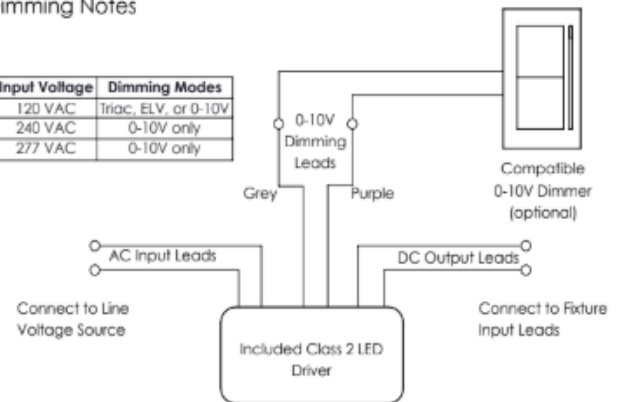 imming Notes
Input Voltage Dimming Modes
120 VAC Triac, ELV, or 0-10V
240 VAC 0-10V only
277 VAC 0-10V only
0-10V
Dimming
Leads
Compatible
0-10V Dimmer
(optional)
Grey
Purple
AC Input Leads
DC Output Leads
Connect to Line
Voltage Source
Connect to Fixture
Input Leads
Included Class 2 LED
Driver